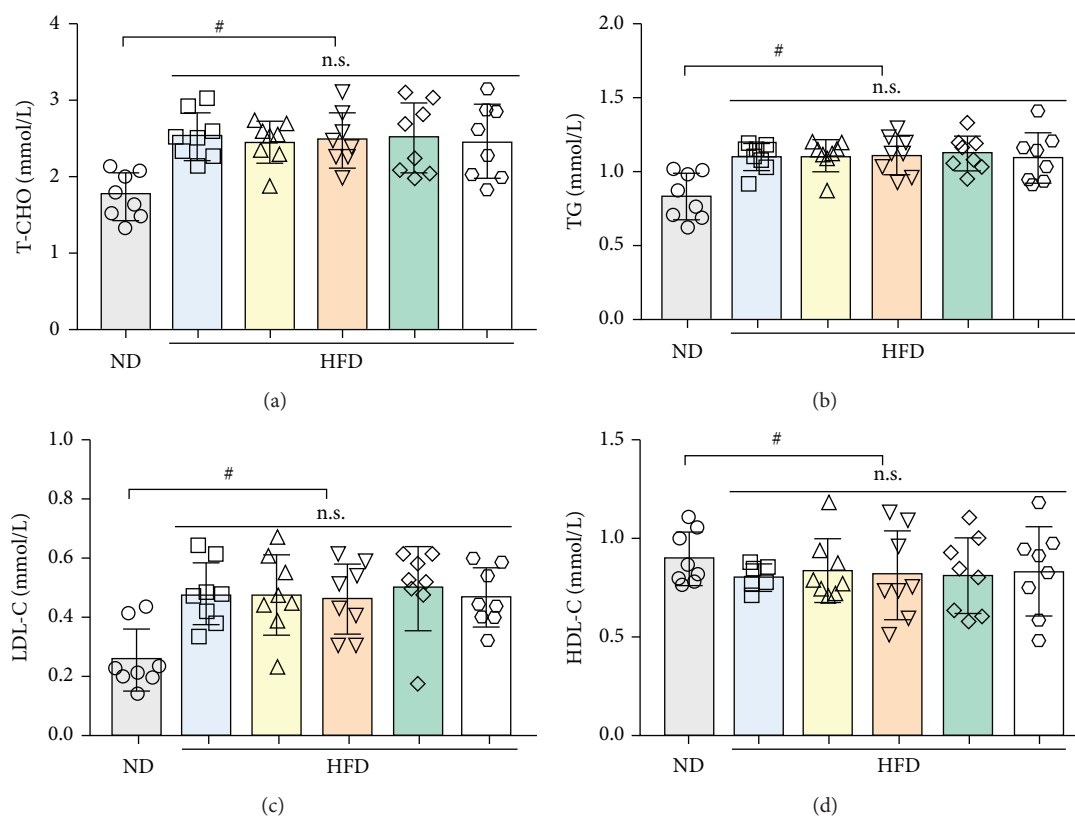 4
3
2
1
0
T-CHO (mmol/L)
#
n.s.
ND
HFD
(a)
2.0
1.5
1.0
0.5
0.0
TG (mmol/L)
#
n.s.
ND
HFD
(b)
1.0
0.8
0.6
0.4
0.2
0.0
LDL-C (mmol/L)
#
n.s.
ND
HFD
(c)
1.5
1.0
0.5
0.0
HDL-C (mmol/L)
#
n.s.
ND
HFD
(d)